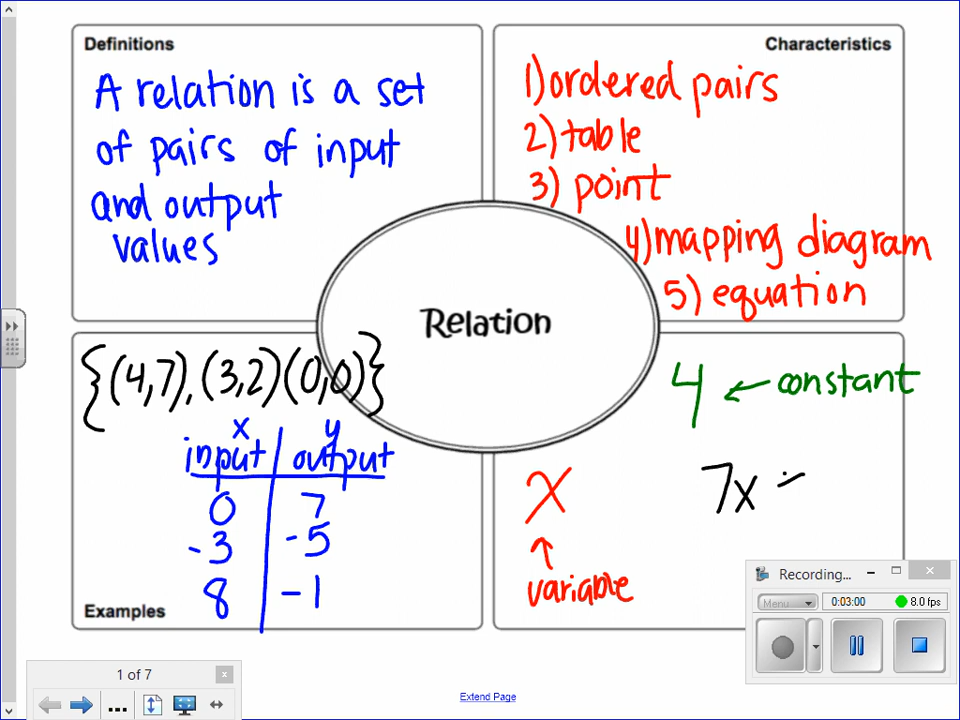 Definitions
A relation is a set
of pairs of input
and output
values
Characteristics
1) ordered pairs
2) table
3) point
4) mapping diagram
5) equation
Relation
{(4,7),(3,2)(0,0)}
x y
input output
0 7
-3 -5
8 -1
Examples
4 ← constant
x
↑
variable
7x
Recording...
Menu
0:03:00
8.0 fps
1 of 7
...
Extend Page